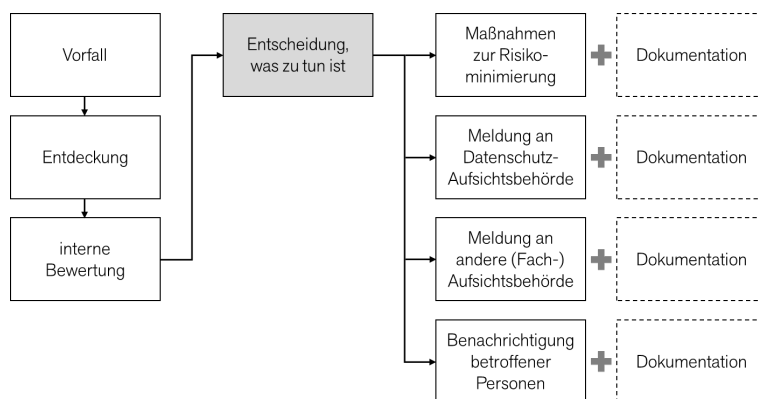 Vorfall
Entdeckung
interne
Bewertung
Entscheidung,
was zu tun ist
Maßnahmen
zur Risiko-
minimierung
Dokumentation
Meldung an
Datenschutz-
Aufsichtsbehörde
Dokumentation
Meldung an
andere (Fach-)
Aufsichtsbehörde
Dokumentation
Benachrichtigung
betroffener
Personen
Dokumentation